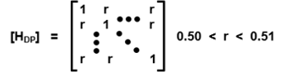 [H_DP] = [ 1 r ••• r
r 1 ••• r
⋮ ⋱ ⋮
r r 1 ] 0.50 < r < 0.51